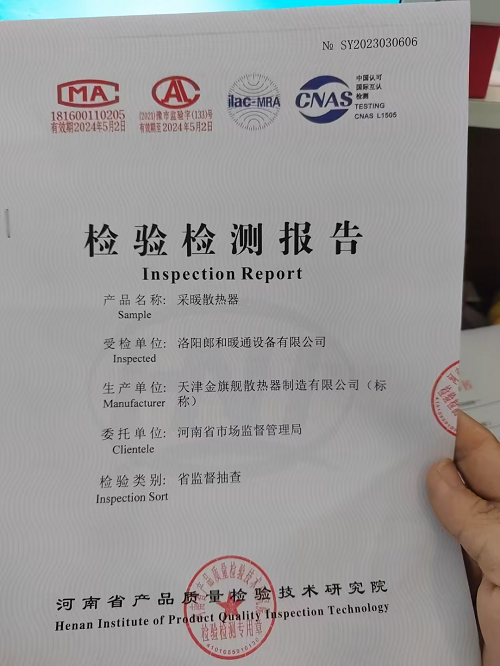 № SY2023030606
CMA
181600110205
有效期2024年5月2日
CAL
(2021)豫市监验字(133)号
有效期至2024年5月2日
ilac-MRA
CNAS
中国认可
国际互认
检测
TESTING
CNAS L1505
检验检测报告
Inspection Report
产品名称: 采暖散热器
Sample
受检单位: 洛阳郎和暖通设备有限公司
Inspected
生产单位: 天津金旗舰散热器制造有限公司(标
Manufacturer 称)
委托单位: 河南省市场监督管理局
Clientele
检验类别: 省监督抽查
Inspection Sort
河南省产品质量检验技术研究院
Henan Institute of Product Quality Inspection Technology
检验检测专用章